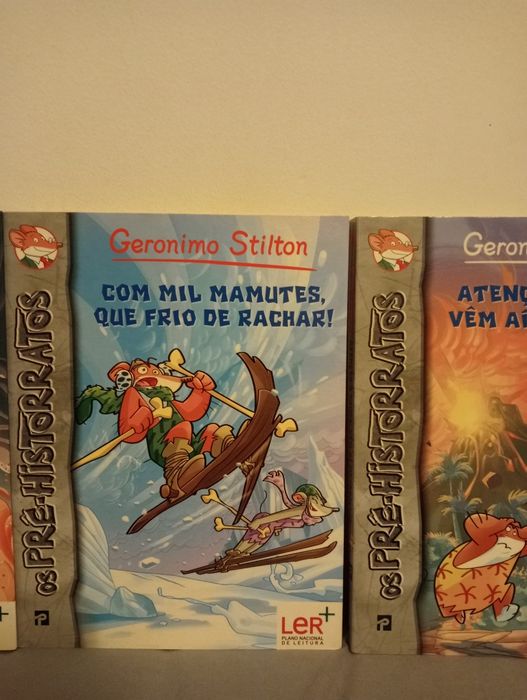 OS PRÉ-HISTORRATOS
Geronimo Stilton
COM MIL MAMUTES,
QUE FRIO DE RACHAR!
LeR+
PLANO NACIONAL
DE LEITURA
OS PRÉ-HISTORRATOS
Geron
ATENÇ
VÊM AÍ